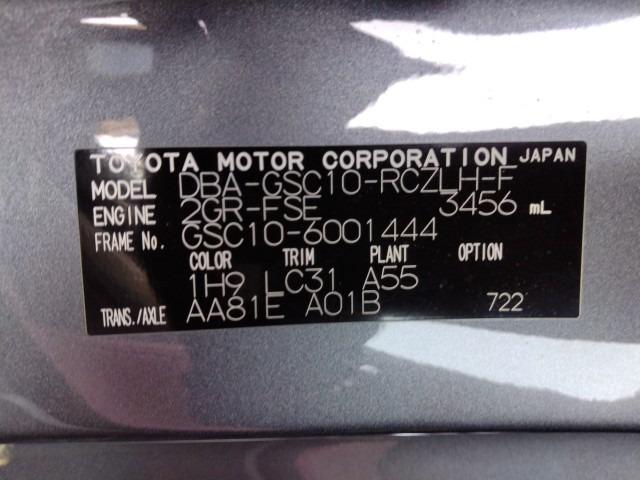 TOYOTA MOTOR CORPORATION JAPAN
MODEL DBA-GSC10-RCZLH-F
ENGINE 2GR-FSE 3456 mL
FRAME No. GSC10-6001444
COLOR TRIM PLANT OPTION
1H9 LC31 A55
TRANS./AXLE AA81E A01B 722